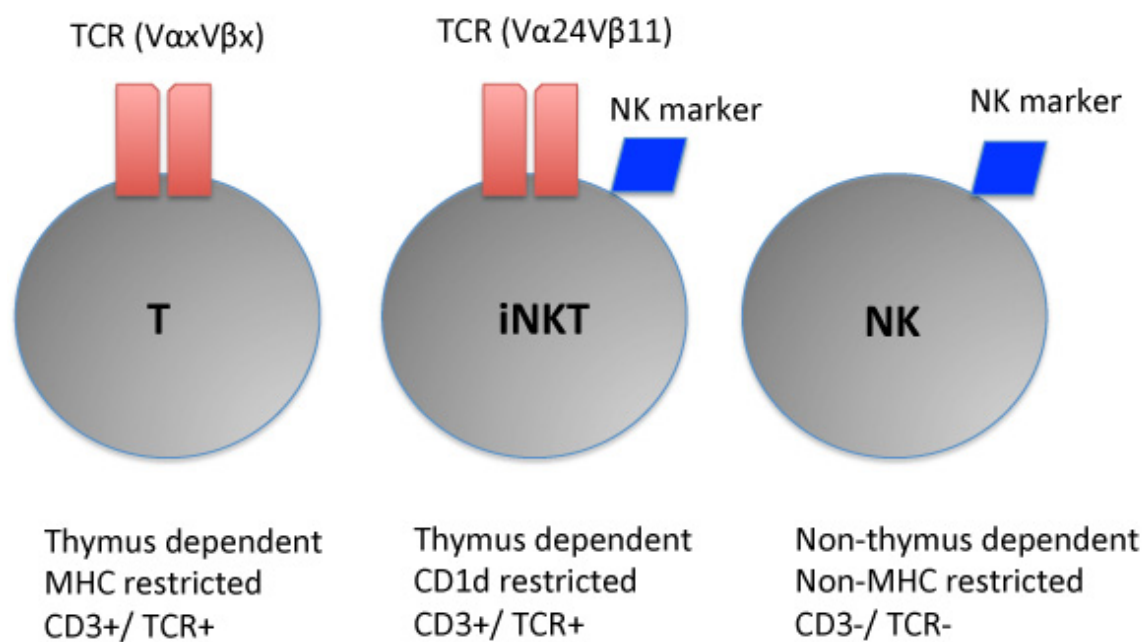 TCR (VαxVβx)
TCR (Vα24Vβ11)
NK marker
NK marker
T
iNKT
NK
Thymus dependent
MHC restricted
CD3+/ TCR+
Thymus dependent
CD1d restricted
CD3+/ TCR+
Non-thymus dependent
Non-MHC restricted
CD3-/ TCR-